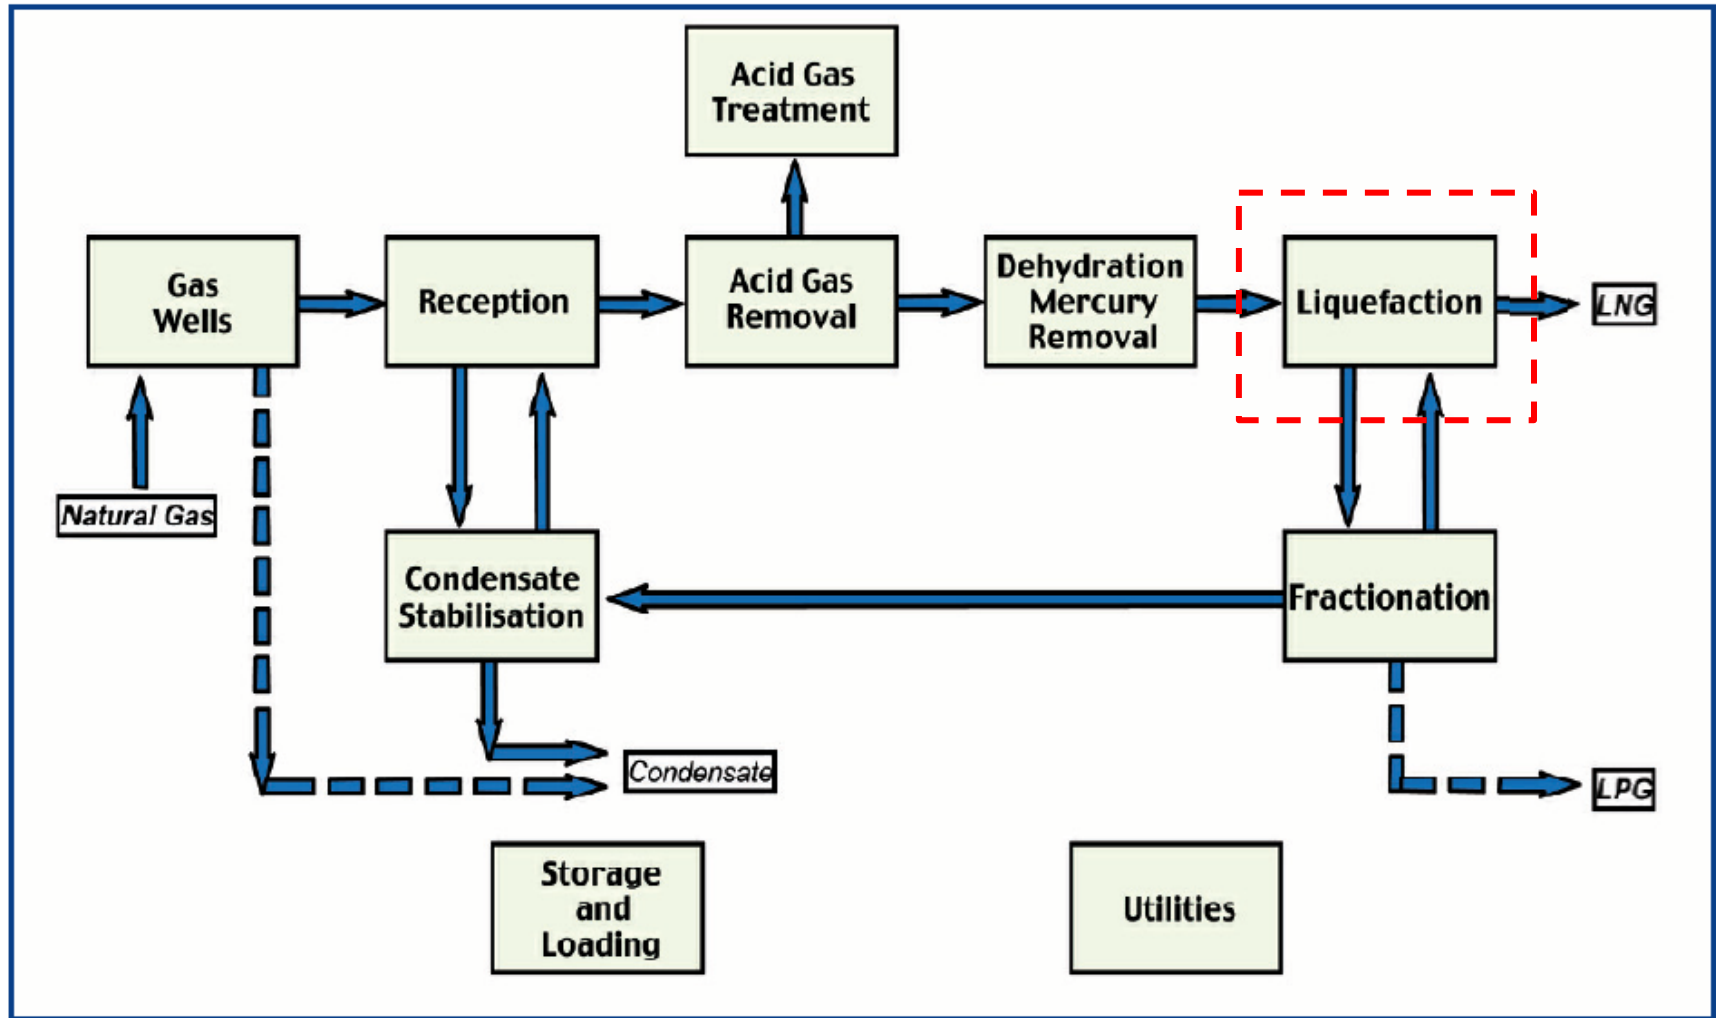 Acid Gas
Treatment
Gas
Wells
Reception
Acid Gas
Removal
Dehydration
Mercury
Removal
Liquefaction
LNG
Natural Gas
Condensate
Stabilisation
Fractionation
Condensate
LPG
Storage
and
Loading
Utilities